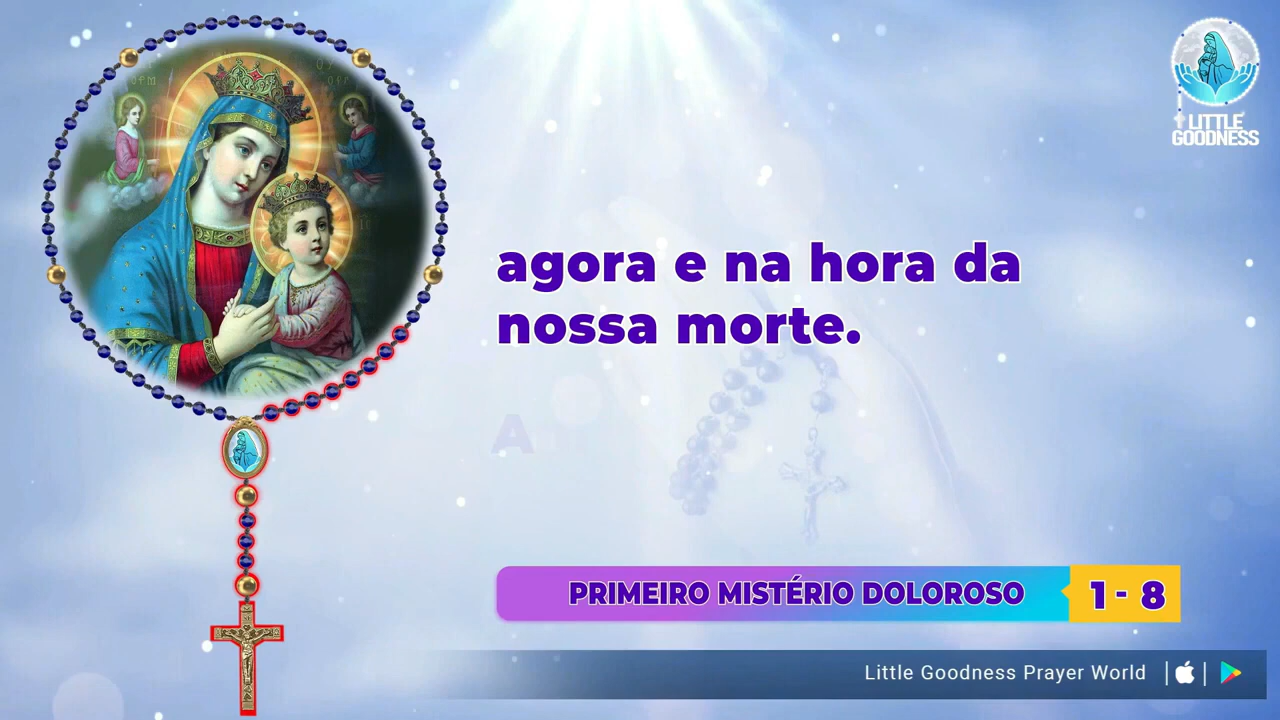 LITTLE
GOODNESS
agora e na hora da
nossa morte.
A
PRIMEIRO MISTÉRIO DOLOROSO
1 - 8
Little Goodness Prayer World